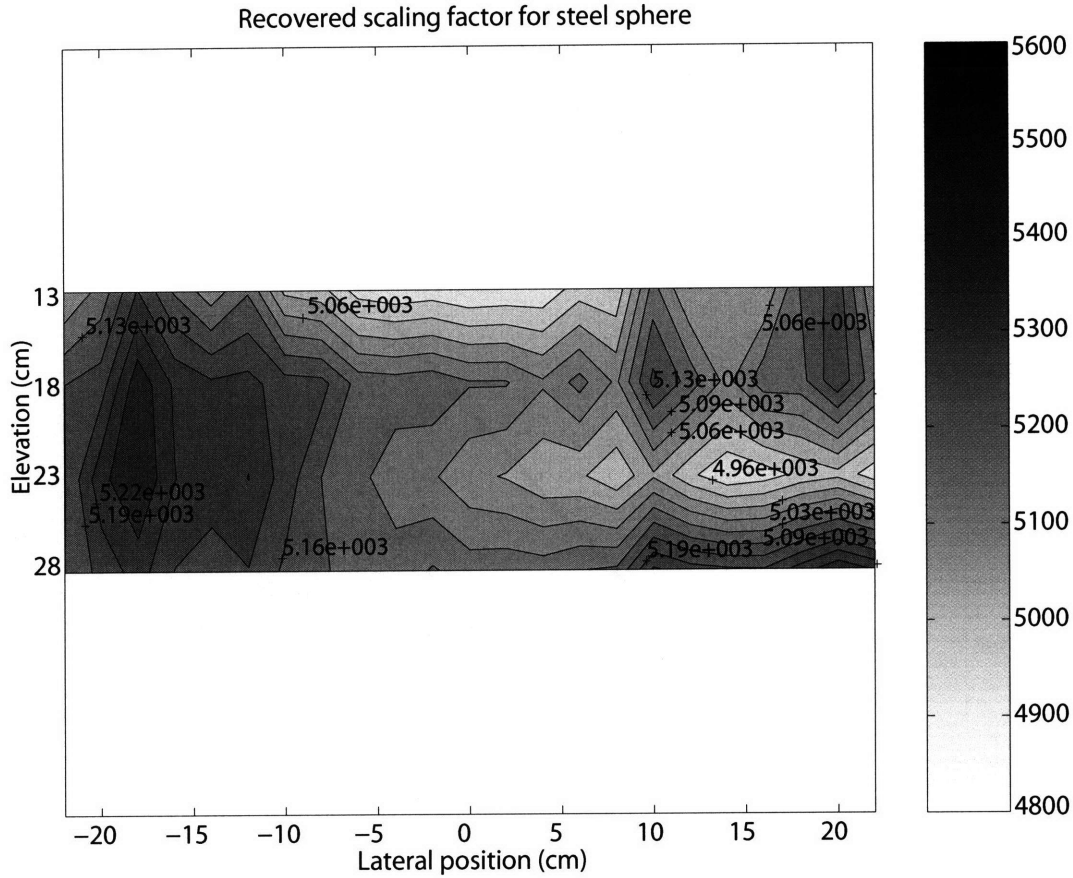 Recovered scaling factor for steel sphere
5600
5500
5400
5300
5200
5100
5000
4900
4800
Elevation (cm)
13
18
23
28
5.06e+003
5.13e+003
5.06e+003
5.13e+003
5.09e+003
5.06e+003
4.96e+003
5.22e+003
5.19e+003
5.03e+003
5.09e+003
5.16e+003
5.19e+003
−20 −15 −10 −5 0 5 10 15 20
Lateral position (cm)